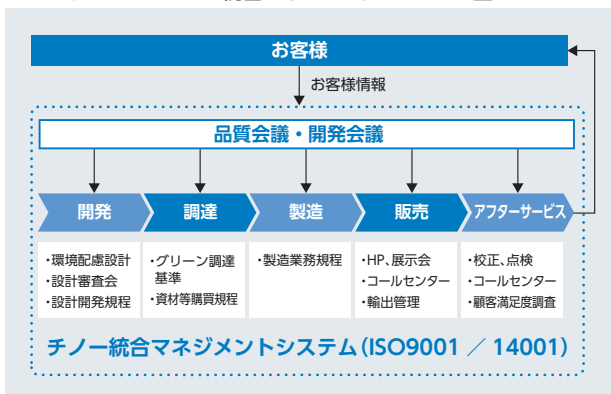 お客様
お客様情報
品質会議・開発会議
開発
調達
製造
販売
アフターサービス
・環境配慮設計
・設計審査会
・設計開発規程
・グリーン調達
基準
・資材等購買規程
・製造業務規程
・HP、展示会
・コールセンター
・輸出管理
・校正、点検
・コールセンター
・顧客満足度調査
チノー統合マネジメントシステム(ISO9001 ／ 14001)